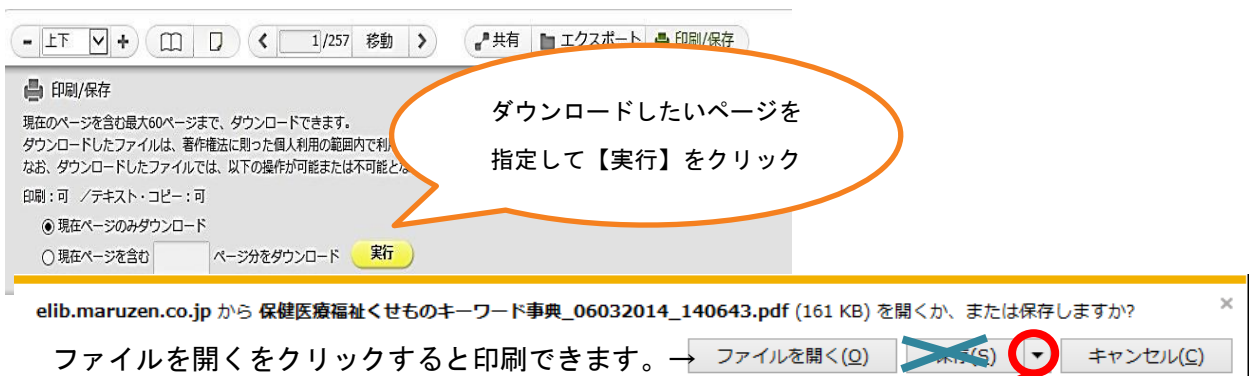 - 上下 + 1/257 移動 共有 エクスポート 印刷/保存
印刷/保存
現在のページを含む最大60ページまで、ダウンロードできます。
ダウンロードしたファイルは、著作権法に則った個人利用の範囲内で利
なお、ダウンロードしたファイルでは、以下の操作が可能または不可能とな
印刷:可 /テキスト・コピー:可
現在ページのみダウンロード
現在ページを含む ページ分をダウンロード 実行
ダウンロードしたいページを
指定して【実行】をクリック
elib.maruzen.co.jp から 保健医療福祉くせものキーワード事典_06032014_140643.pdf (161 KB) を開くか、または保存しますか? ×
ファイルを開くをクリックすると印刷できます。→ ファイルを開く(O) 保存(S) ▼ キャンセル(C)